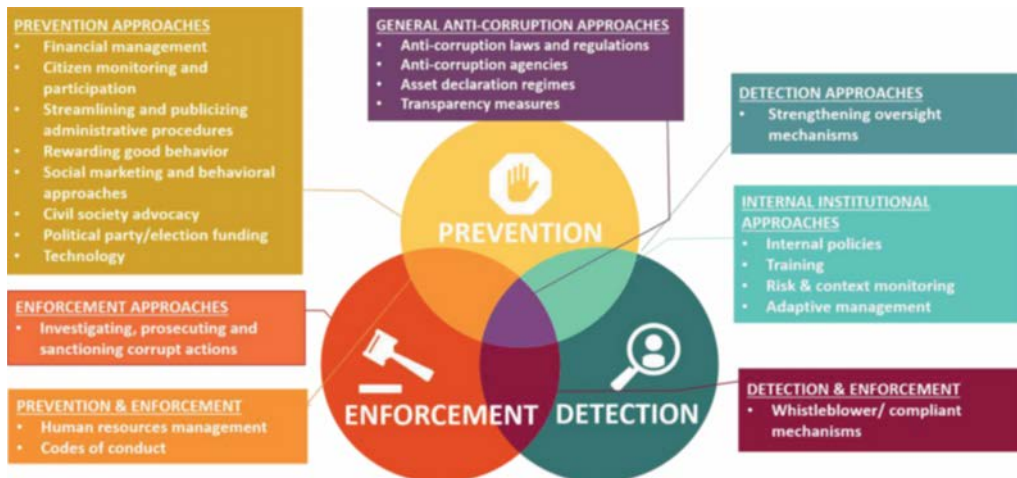 PREVENTION APPROACHES
• Financial management
• Citizen monitoring and
participation
• Streamlining and publicizing
administrative procedures
• Rewarding good behavior
• Social marketing and behavioral
approaches
• Civil society advocacy
• Political party/election funding
• Technology
GENERAL ANTI-CORRUPTION APPROACHES
• Anti-corruption laws and regulations
• Anti-corruption agencies
• Asset declaration regimes
• Transparency measures
DETECTION APPROACHES
• Strengthening oversight
mechanisms
INTERNAL INSTITUTIONAL
APPROACHES
• Internal policies
• Training
• Risk & context monitoring
• Adaptive management
PREVENTION
ENFORCEMENT APPROACHES
• Investigating, prosecuting and
sanctioning corrupt actions
PREVENTION & ENFORCEMENT
• Human resources management
• Codes of conduct
ENFORCEMENT
DETECTION
DETECTION & ENFORCEMENT
• Whistleblower/ compliant
mechanisms